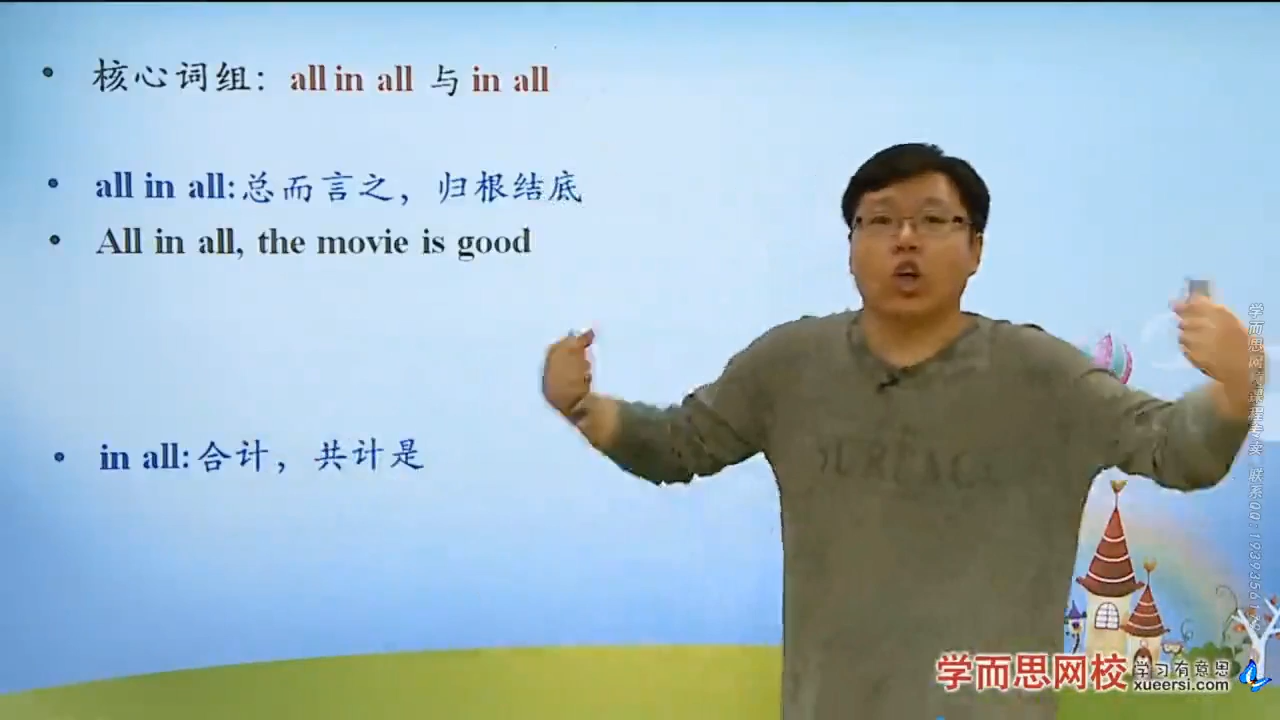 核心词组：all in all 与 in all
all in all:总而言之，归根结底
All in all, the movie is good
in all:合计，共计是
SURFACE
学而思网校
学习有意思
xueersi.com